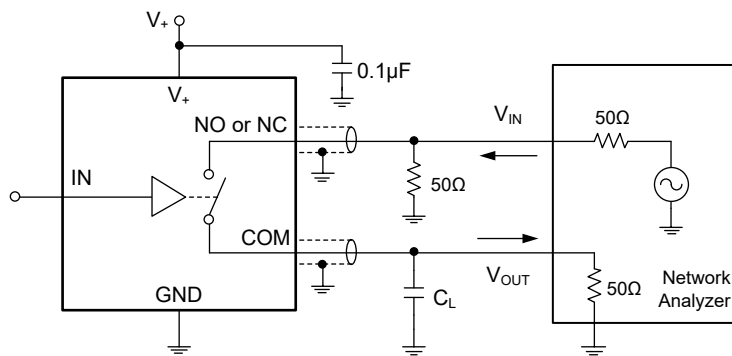 V+
0.1µF
V+
NO or NC
VIN
50Ω
50Ω
IN
COM
VOUT
50Ω
Network
Analyzer
CL
GND